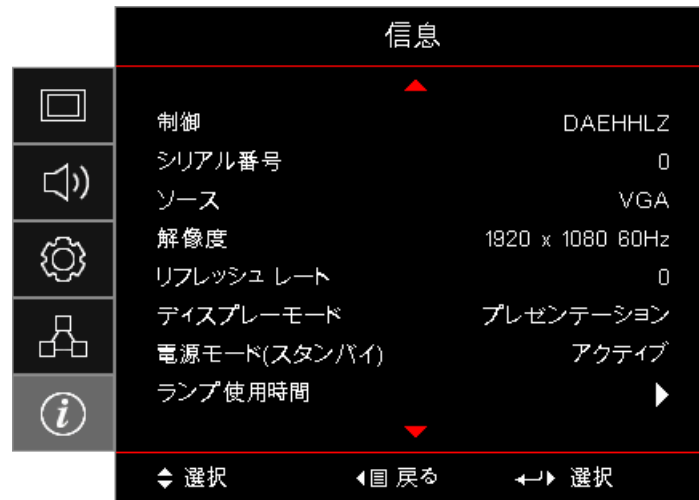 信息
制御 DAEHHLZ
シリアル番号 0
ソース VGA
解像度 1920 x 1080 60Hz
リフレッシュ レート 0
ディスプレーモード プレゼンテーション
電源モード(スタンバイ) アクティブ
ランプ使用時間
選択 戻る 選択